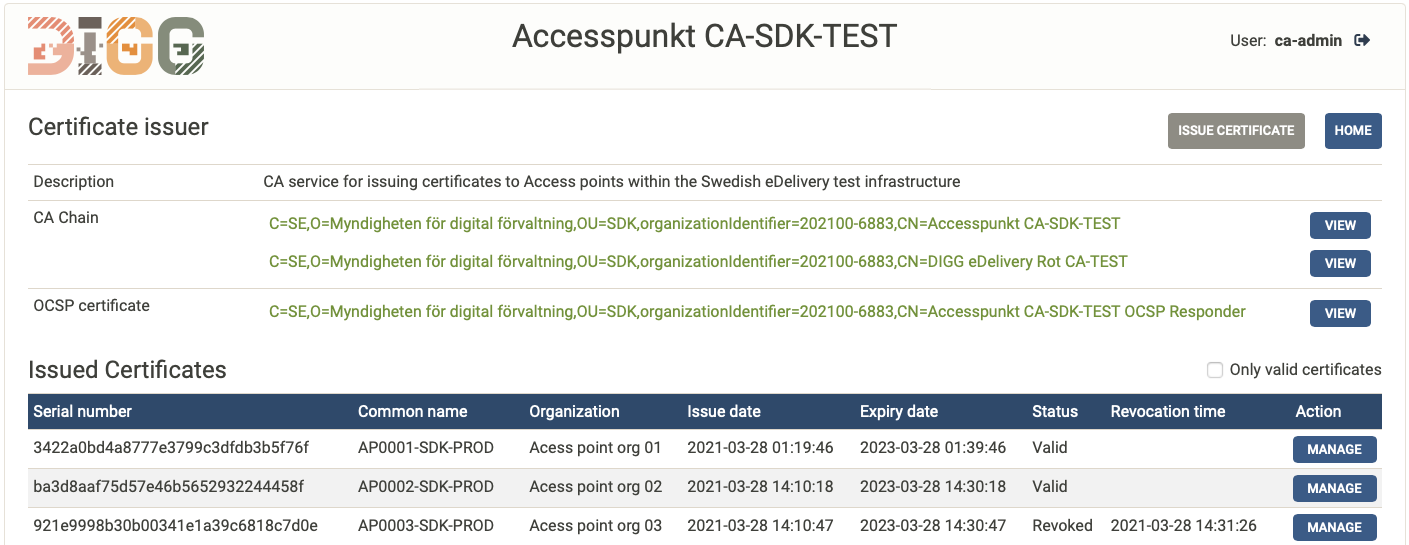 DIGG
Accesspunkt CA-SDK-TEST
User: ca-admin
Certificate issuer
ISSUE CERTIFICATE HOME
Description CA service for issuing certificates to Access points within the Swedish eDelivery test infrastructure
CA Chain C=SE,O=Myndigheten för digital förvaltning,OU=SDK,organizationIdentifier=202100-6883,CN=Accesspunkt CA-SDK-TEST VIEW
C=SE,O=Myndigheten för digital förvaltning,OU=SDK,organizationIdentifier=202100-6883,CN=DIGG eDelivery Rot CA-TEST VIEW
OCSP certificate C=SE,O=Myndigheten för digital förvaltning,OU=SDK,organizationIdentifier=202100-6883,CN=Accesspunkt CA-SDK-TEST OCSP Responder VIEW
Issued Certificates Only valid certificates
Serial number Common name Organization Issue date Expiry date Status Revocation time Action
3422a0bd4a8777e3799c3dfdb3b5f76f AP0001-SDK-PROD Acess point org 01 2021-03-28 01:19:46 2023-03-28 01:39:46 Valid MANAGE
ba3d8aaf75d57e46b5652932244458f AP0002-SDK-PROD Acess point org 02 2021-03-28 14:10:18 2023-03-28 14:30:18 Valid MANAGE
921e9998b30b00341e1a39c6818c7d0e AP0003-SDK-PROD Acess point org 03 2021-03-28 14:10:47 2023-03-28 14:30:47 Revoked 2021-03-28 14:31:26 MANAGE